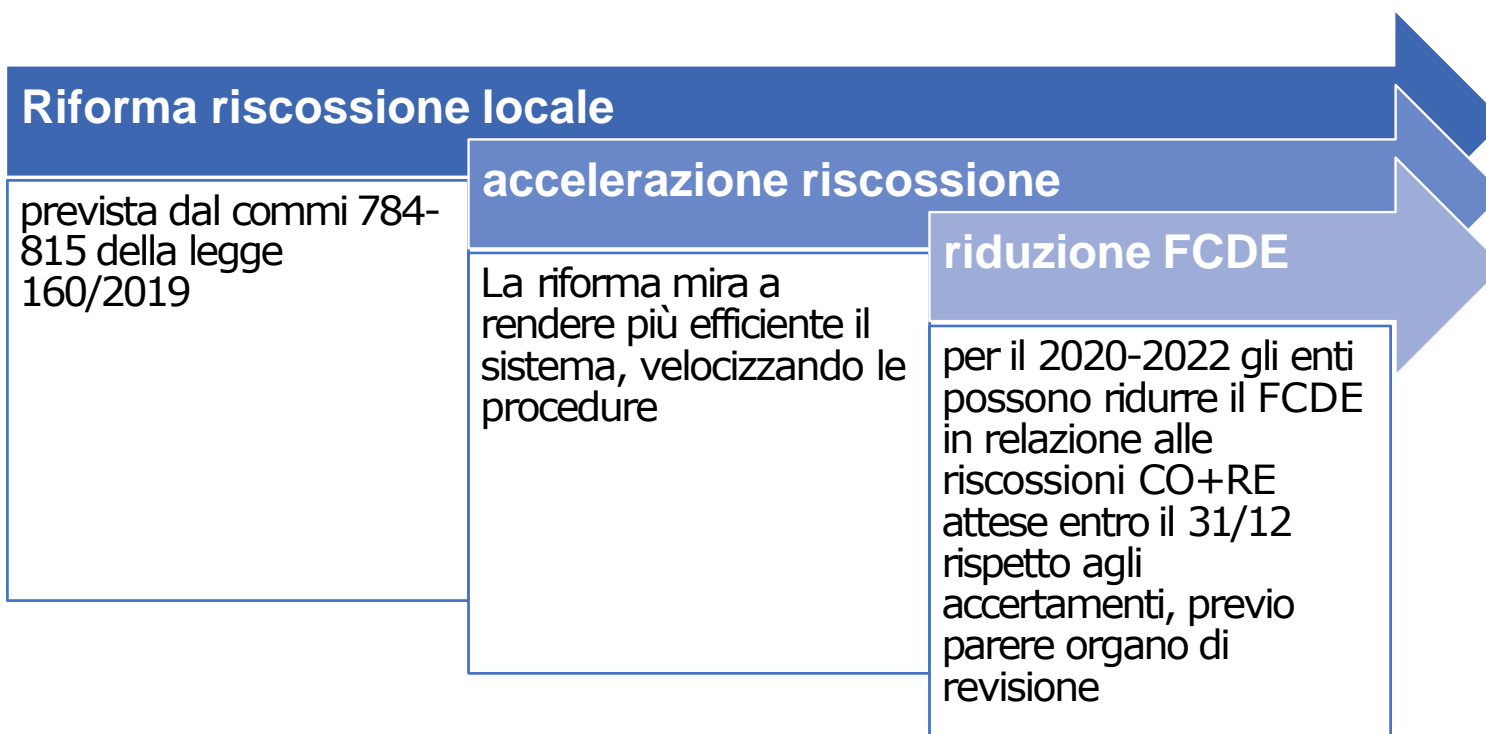 Riforma riscossione locale
prevista dal commi 784-
815 della legge
160/2019
accelerazione riscossione
La riforma mira a
rendere più efficiente il
sistema, velocizzando le
procedure
riduzione FCDE
per il 2020-2022 gli enti
possono ridurre il FCDE
in relazione alle
riscossioni CO+RE
attese entro il 31/12
rispetto agli
accertamenti, previo
parere organo di
revisione